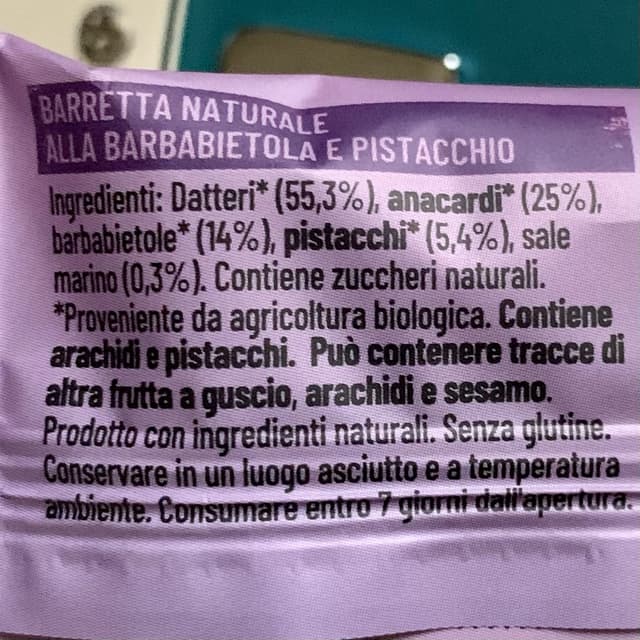 BARRETTA NATURALE
ALLA BARBABIETOLA E PISTACCHIO
Ingredienti: Datteri* (55,3%), anacardi* (25%),
barbabietole* (14%), pistacchi* (5,4%), sale
marino (0,3%). Contiene zuccheri naturali.
*Proveniente da agricoltura biologica. Contiene
arachidi e pistacchi. Può contenere tracce di
altra frutta a guscio, arachidi e sesamo.
Prodotto con ingredienti naturali. Senza glutine.
Conservare in un luogo asciutto e a temperatura
ambiente. Consumare entro 7 giorni dall'apertura.